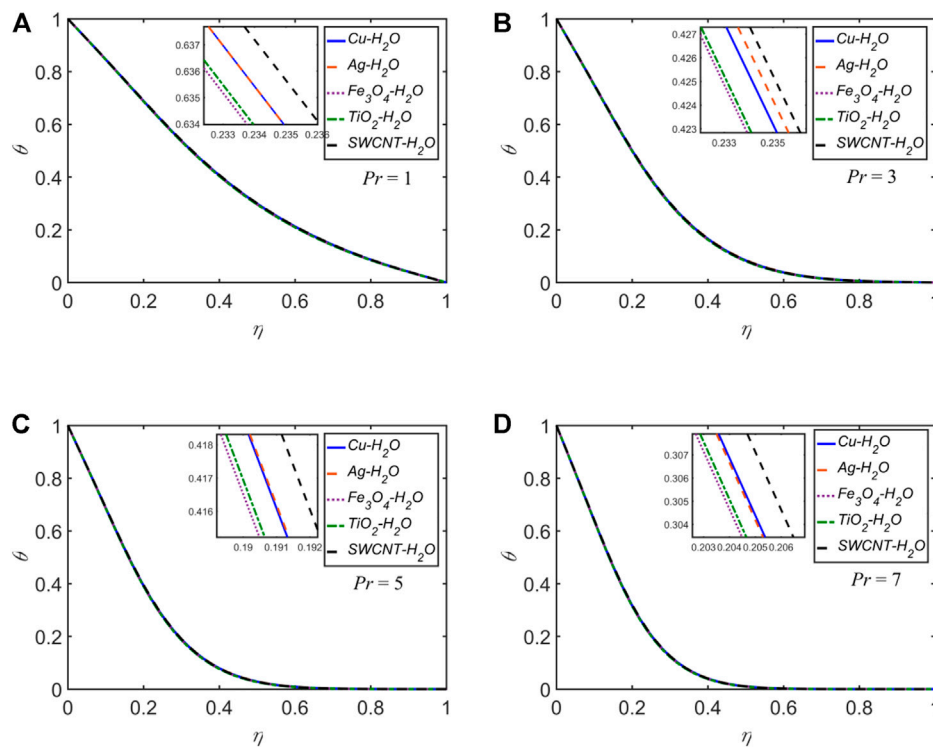 A
1
0.8
0.6
0.4
0.2
0
θ
0 0.2 0.4 0.6 0.8 1
η
0.637
0.636
0.635
0.634
0.233 0.234 0.235 0.236
Cu-H₂O
Ag-H₂O
Fe₃O₄-H₂O
TiO₂-H₂O
SWCNT-H₂O
Pr = 1
B
1
0.8
0.6
0.4
0.2
0
θ
0 0.2 0.4 0.6 0.8 1
η
0.427
0.426
0.424
0.423
0.233 0.235
Cu-H₂O
Ag-H₂O
Fe₃O₄-H₂O
TiO₂-H₂O
SWCNT-H₂O
Pr = 3
C
1
0.8
0.6
0.4
0.2
0
θ
0 0.2 0.4 0.6 0.8 1
η
0.418
0.417
0.416
0.19 0.191 0.192
Cu-H₂O
Ag-H₂O
Fe₃O₄-H₂O
TiO₂-H₂O
SWCNT-H₂O
Pr = 5
D
1
0.8
0.6
0.4
0.2
0
θ
0 0.2 0.4 0.6 0.8 1
η
0.307
0.306
0.305
0.304
0.203 0.204 0.205 0.206
Cu-H₂O
Ag-H₂O
Fe₃O₄-H₂O
TiO₂-H₂O
SWCNT-H₂O
Pr = 7